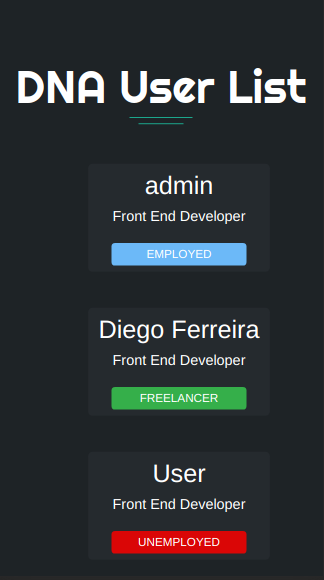 DNA User List
admin
Front End Developer
EMPLOYED
Diego Ferreira
Front End Developer
FREELANCER
User
Front End Developer
UNEMPLOYED